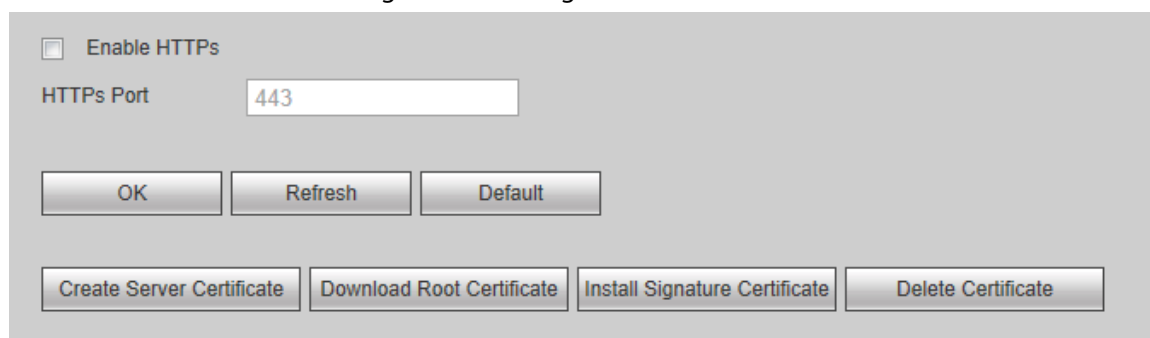 Enable HTTPs
HTTPs Port 443
OK Refresh Default
Create Server Certificate Download Root Certificate Install Signature Certificate Delete Certificate